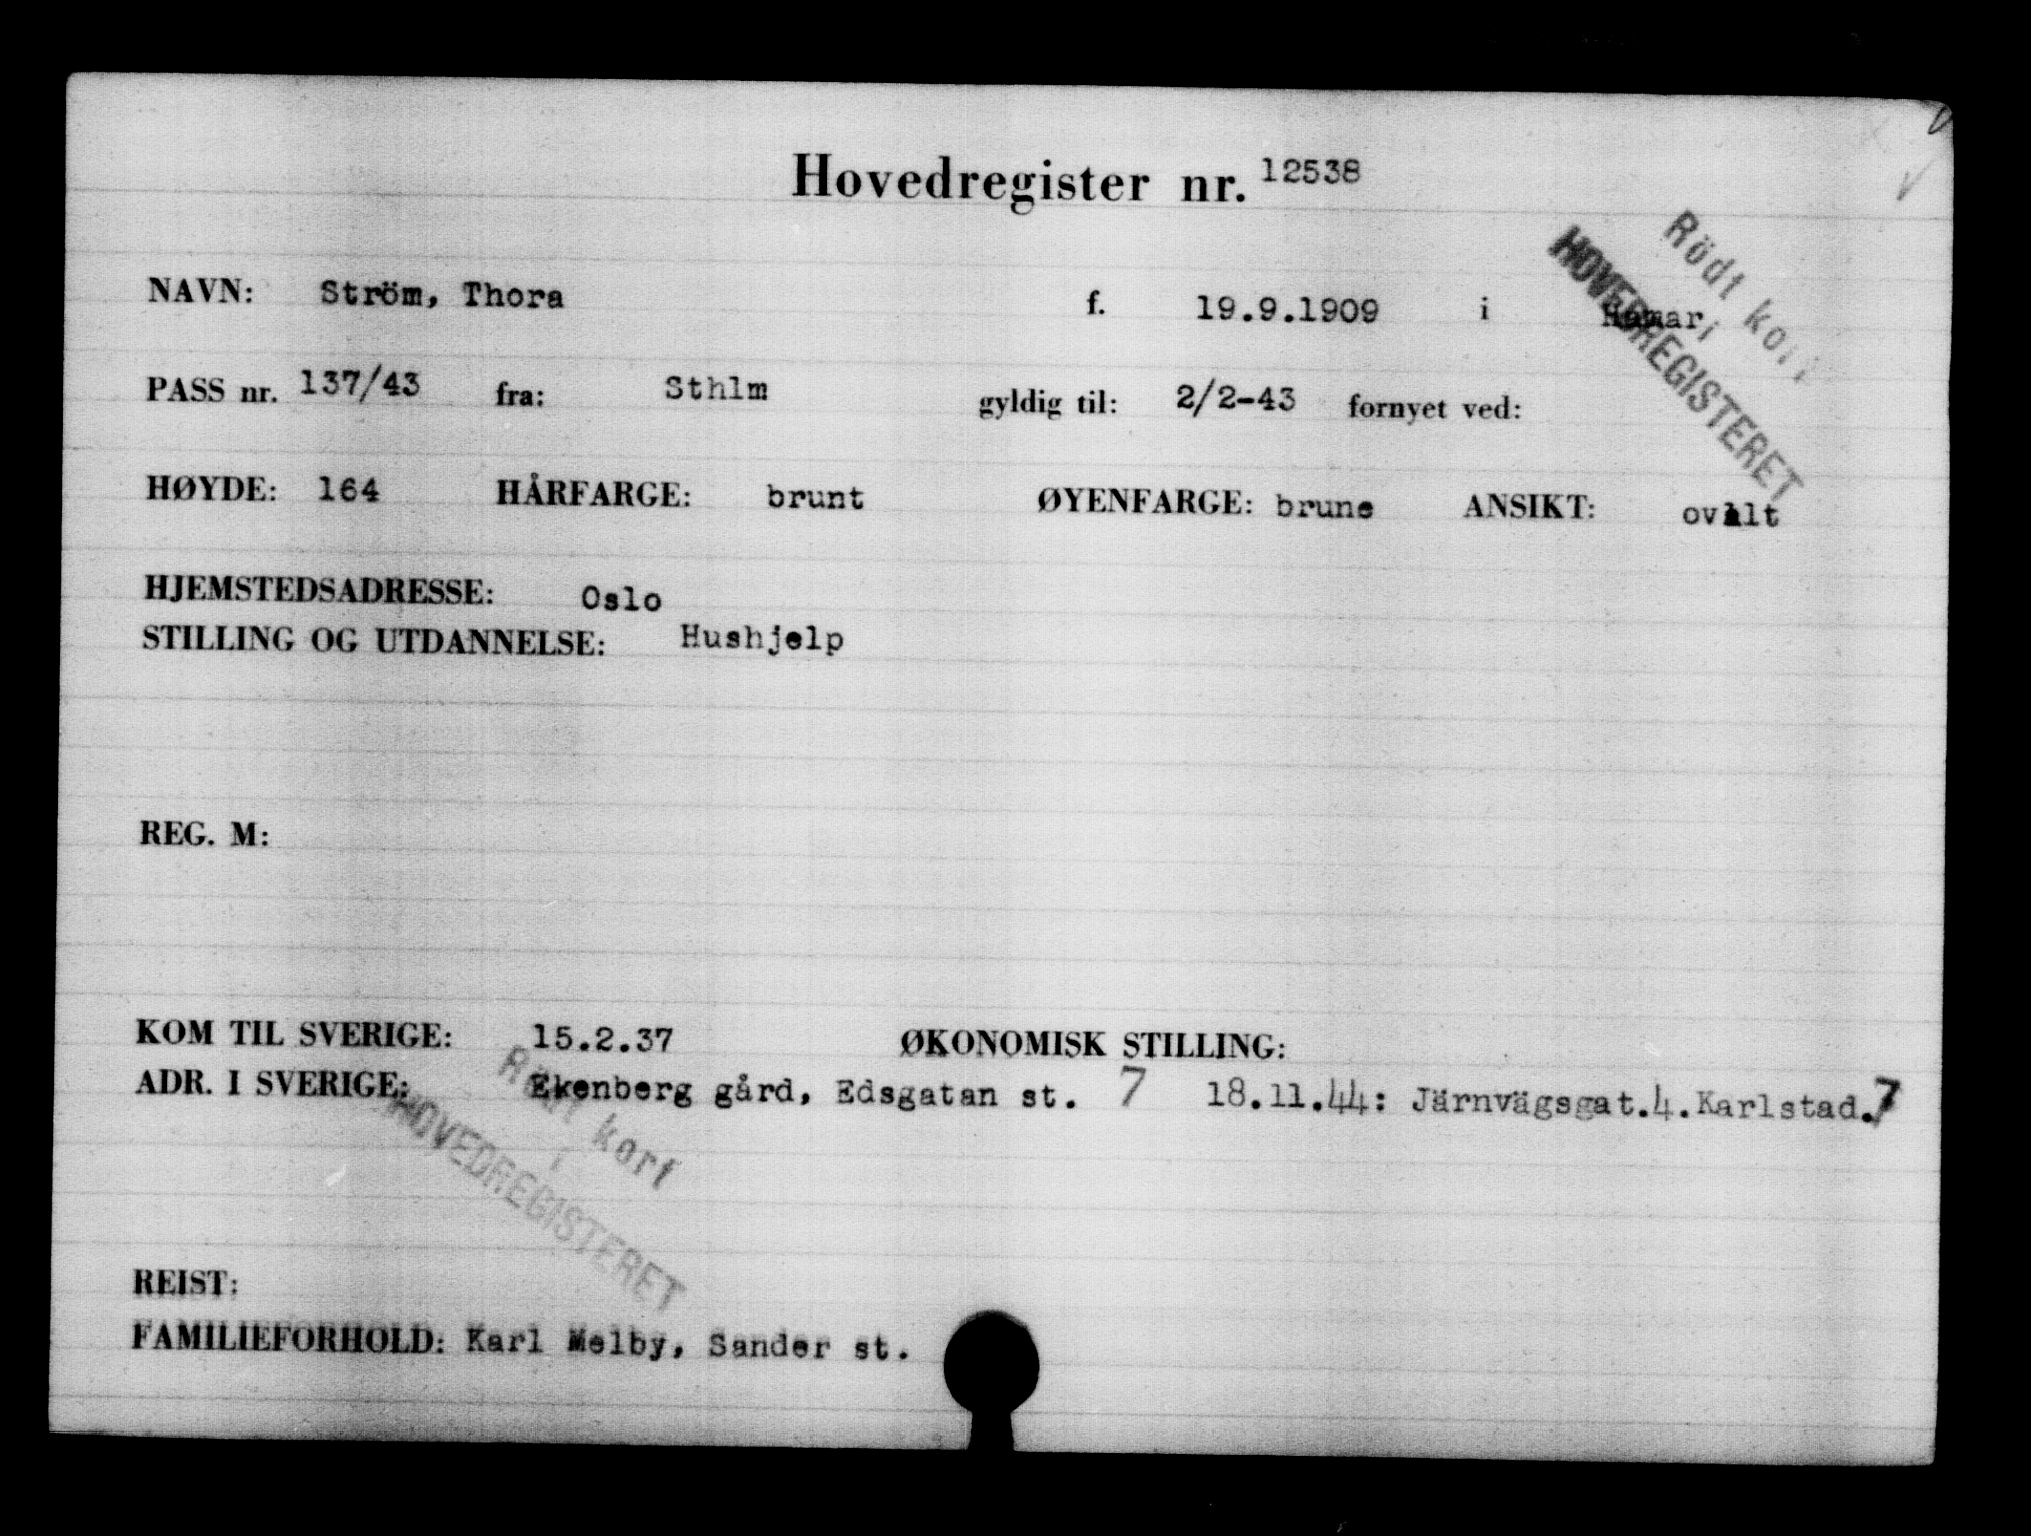 Hovedregister nr. 12538
Rödt kort
i
HOVEDREGISTERET
NAVN: Ström, Thora f. 19.9.1909 i Hamar
PASS nr. 137/43 fra: Sthlm gyldig til: 2/2-43 fornyet ved:
HØYDE: 164 HÅRFARGE: brunt ØYENFARGE: brune ANSIKT: ovalt
HJEMSTEDSADRESSE: Oslo
STILLING OG UTDANNELSE: Hushjelp
REG. M:
KOM TIL SVERIGE: 15.2.37 ØKONOMISK STILLING:
ADR. I SVERIGE: Ekenberg gård, Edsgatan st. 7 18.11.44: Järnvägsgat.4.Karlstad.7
Rödt kort
i
HOVEDREGISTERET
REIST:
FAMILIEFORHOLD: Karl Melby, Sander st.